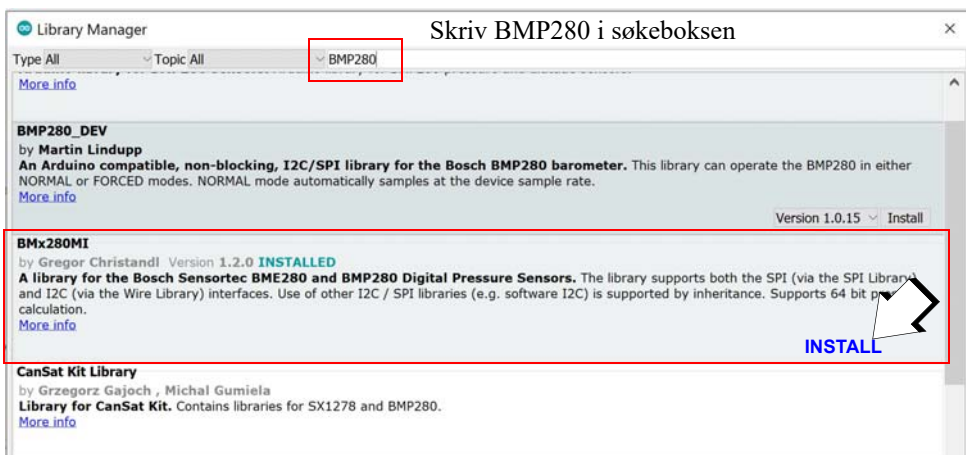 Library Manager
Skriv BMP280 i søkeboksen
Type All Topic All BMP280
More info
BMP280_DEV
by Martin Lindupp
An Arduino compatible, non-blocking, I2C/SPI library for the Bosch BMP280 barometer. This library can operate the BMP280 in either
NORMAL or FORCED modes. NORMAL mode automatically samples at the device sample rate.
More info
Version 1.0.15 Install
BMx280MI
by Gregor Christandl Version 1.2.0 INSTALLED
A library for the Bosch Sensortec BME280 and BMP280 Digital Pressure Sensors. The library supports both the SPI (via the SPI Library)
and I2C (via the Wire Library) interfaces. Use of other I2C / SPI libraries (e.g. software I2C) is supported by inheritance. Supports 64 bit
calculation.
More info
INSTALL
CanSat Kit Library
by Grzegorz Gajoch , Michal Gumiela
Library for CanSat Kit. Contains libraries for SX1278 and BMP280.
More info